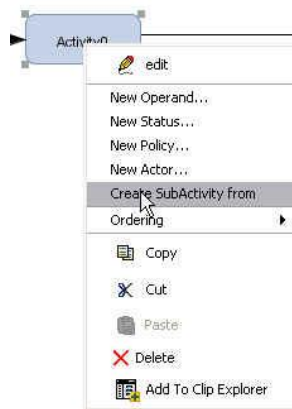 Activity0
edit
New Operand...
New Status...
New Policy...
New Actor...
Create SubActivity from
Ordering
Copy
Cut
Paste
Delete
Add To Clip Explorer